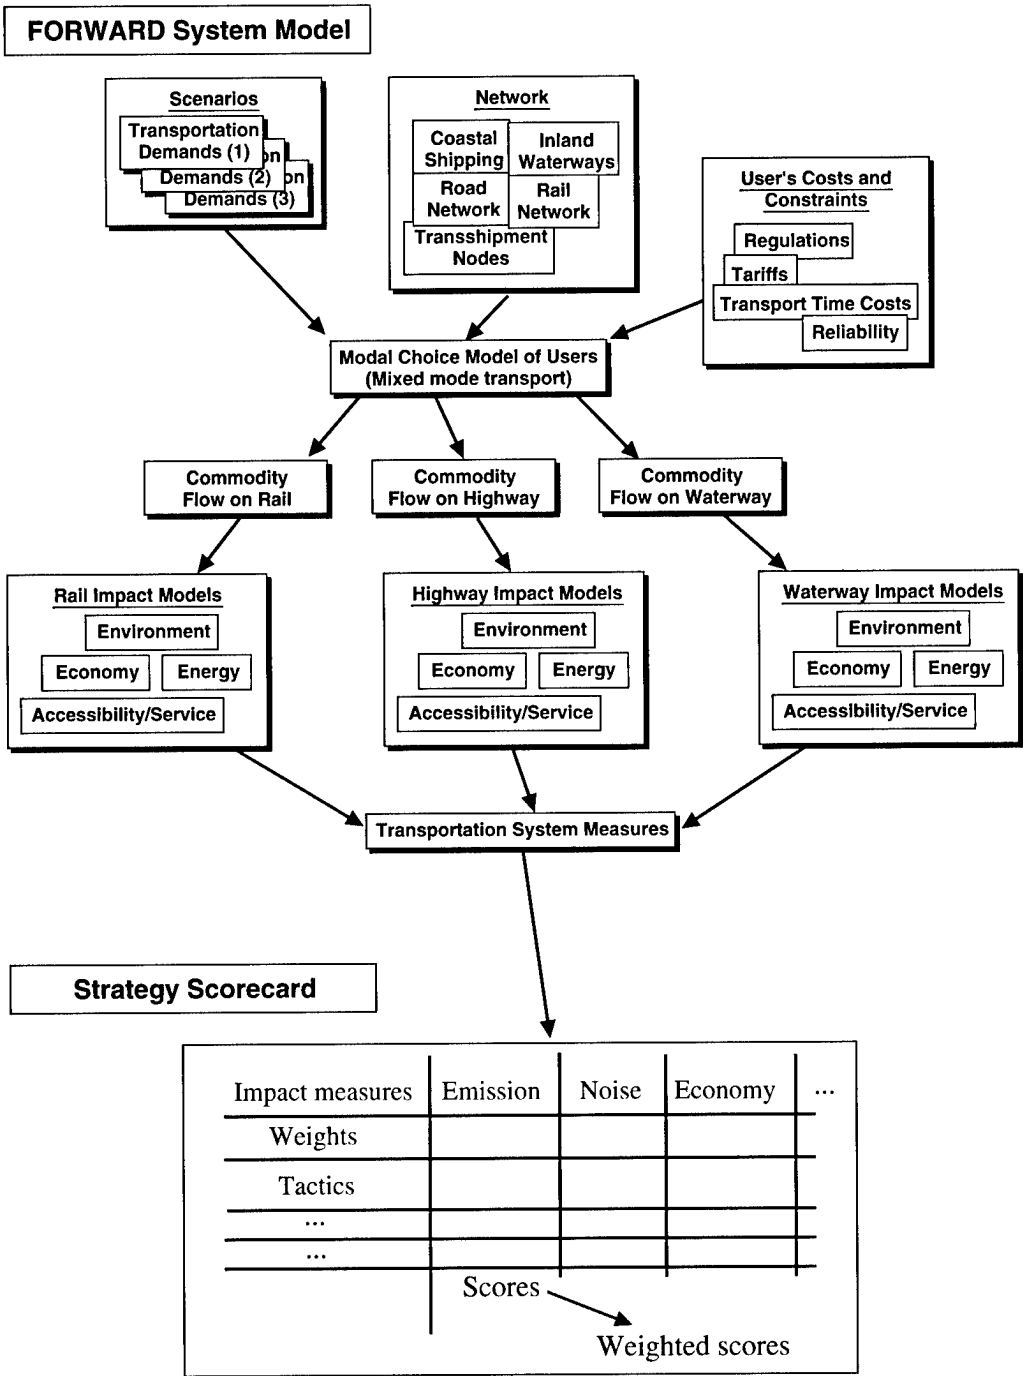 FORWARD System Model
Scenarios
Transportation
Demands (1)
on
Demands (2)
on
Demands (3)
Network
Coastal
Shipping
Inland
Waterways
Road
Network
Rail
Network
Transshipment
Nodes
User's Costs and
Constraints
Regulations
Tariffs
Transport Time Costs
Reliability
Modal Choice Model of Users
(Mixed mode transport)
Commodity
Flow on Rail
Commodity
Flow on Highway
Commodity
Flow on Waterway
Rail Impact Models
Environment
Economy
Energy
Accessibility/Service
Highway Impact Models
Environment
Economy
Energy
Accessibility/Service
Waterway Impact Models
Environment
Economy
Energy
Accessibility/Service
Transportation System Measures
Strategy Scorecard
Impact measures Emission Noise Economy ...
Weights
Tactics
...
...
Scores
Weighted scores